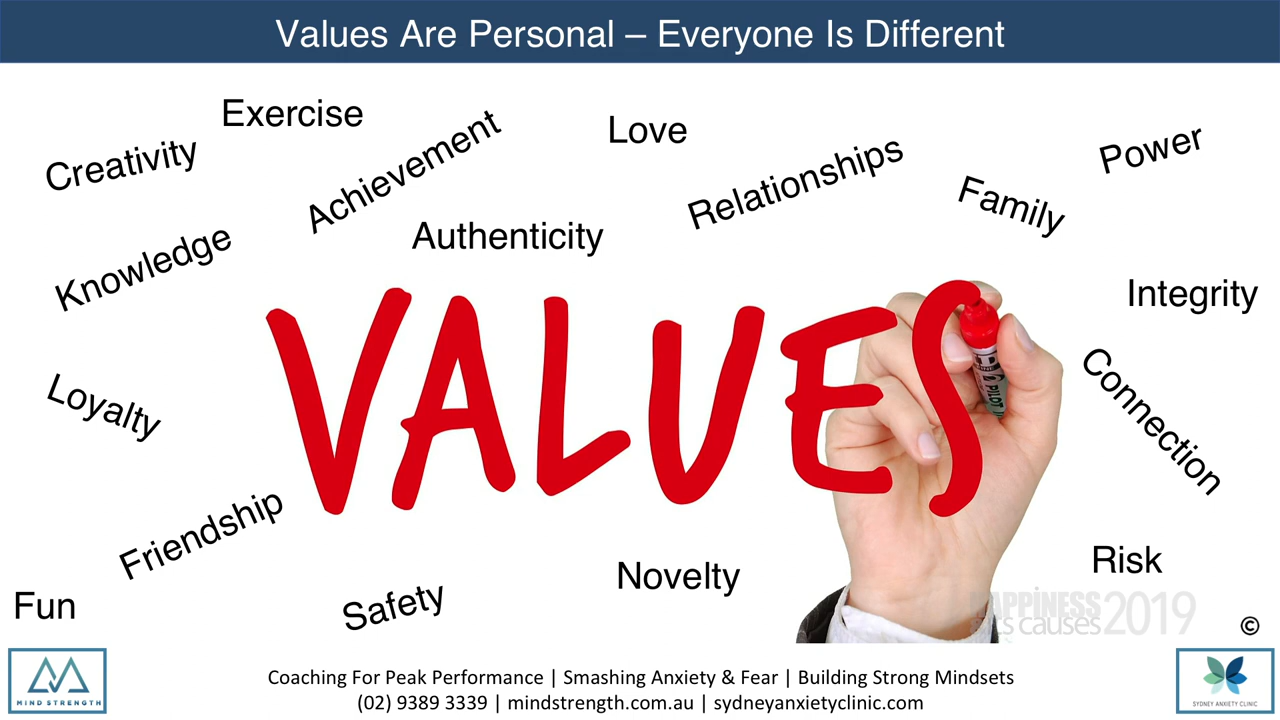 Values Are Personal – Everyone Is Different
Exercise
Love
Power
Creativity
Achievement
Relationships
Family
Authenticity
Knowledge
Integrity
VALUES
PILOT
Loyalty
Connection
Friendship
Novelty
Risk
Fun
Safety
HAPPINESS
causes 2019
©
MIND STRENGTH
Coaching For Peak Performance | Smashing Anxiety & Fear | Building Strong Mindsets
(02) 9389 3339 | mindstrength.com.au | sydneyanxietyclinic.com
SYDNEY ANXIETY CLINIC